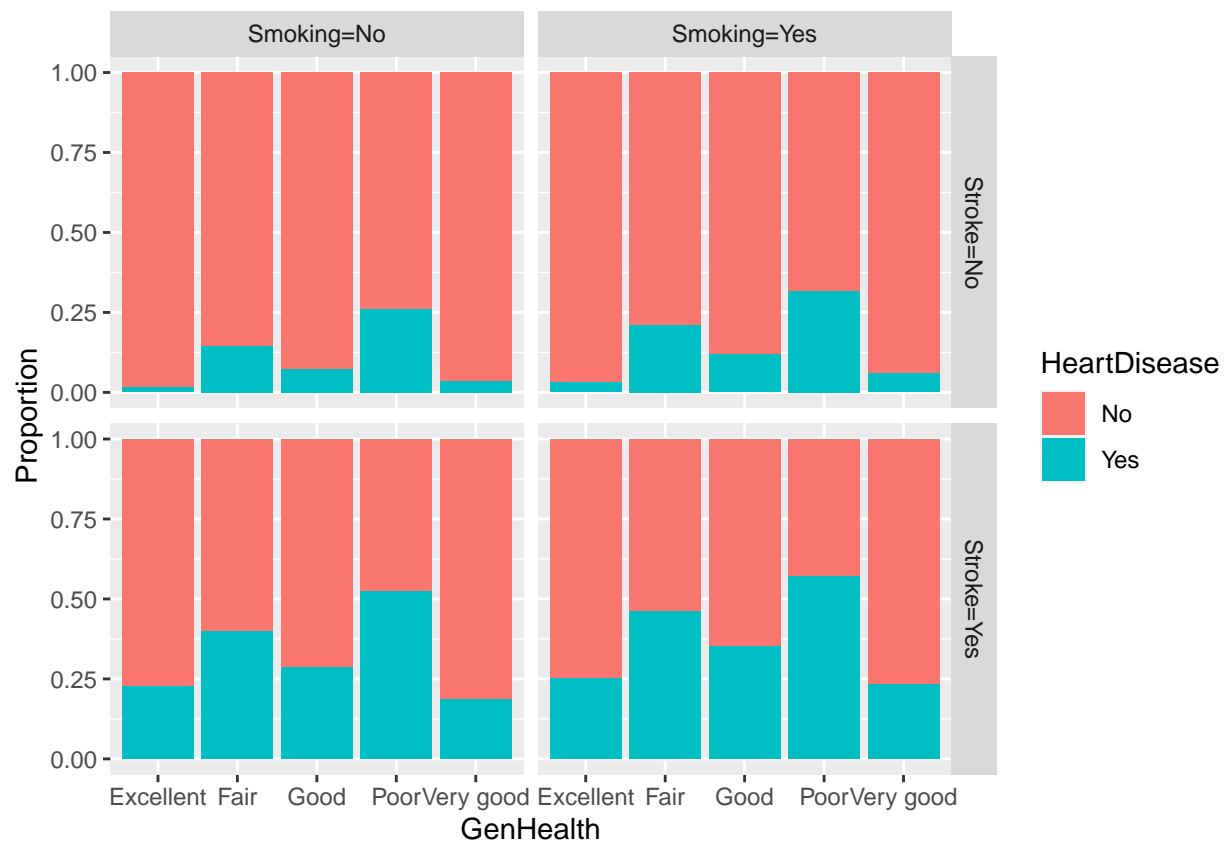 Smoking=No Smoking=Yes
1.00
0.75
0.50
0.25
0.00
Stroke=No
1.00
0.75
0.50
0.25
0.00
Stroke=Yes
Proportion
Excellent Fair Good Poor Very good Excellent Fair Good Poor Very good
GenHealth
HeartDisease
No
Yes